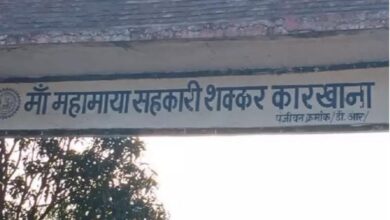 माँ महामाया सहकारी शक्कर कारखाना
पंजीयन क्रमांक/डी.आर/